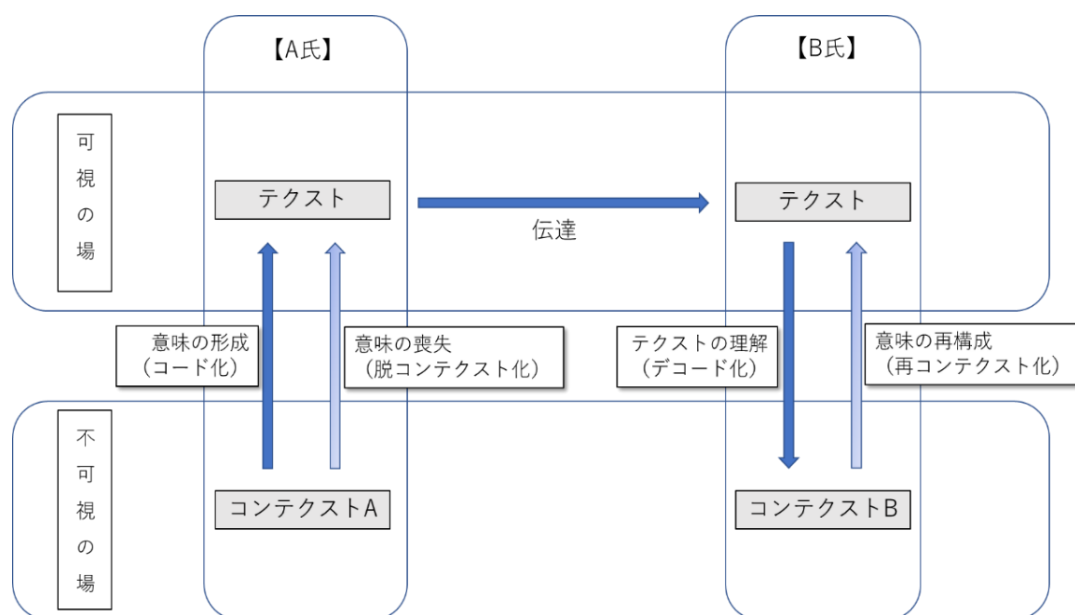 【A氏】
【B氏】
可視の場
テクスト
伝達
テクスト
意味の形成
(コード化)
意味の喪失
(脱コンテクスト化)
テクストの理解
(デコード化)
意味の再構成
(再コンテクスト化)
不可視の場
コンテクストA
コンテクストB